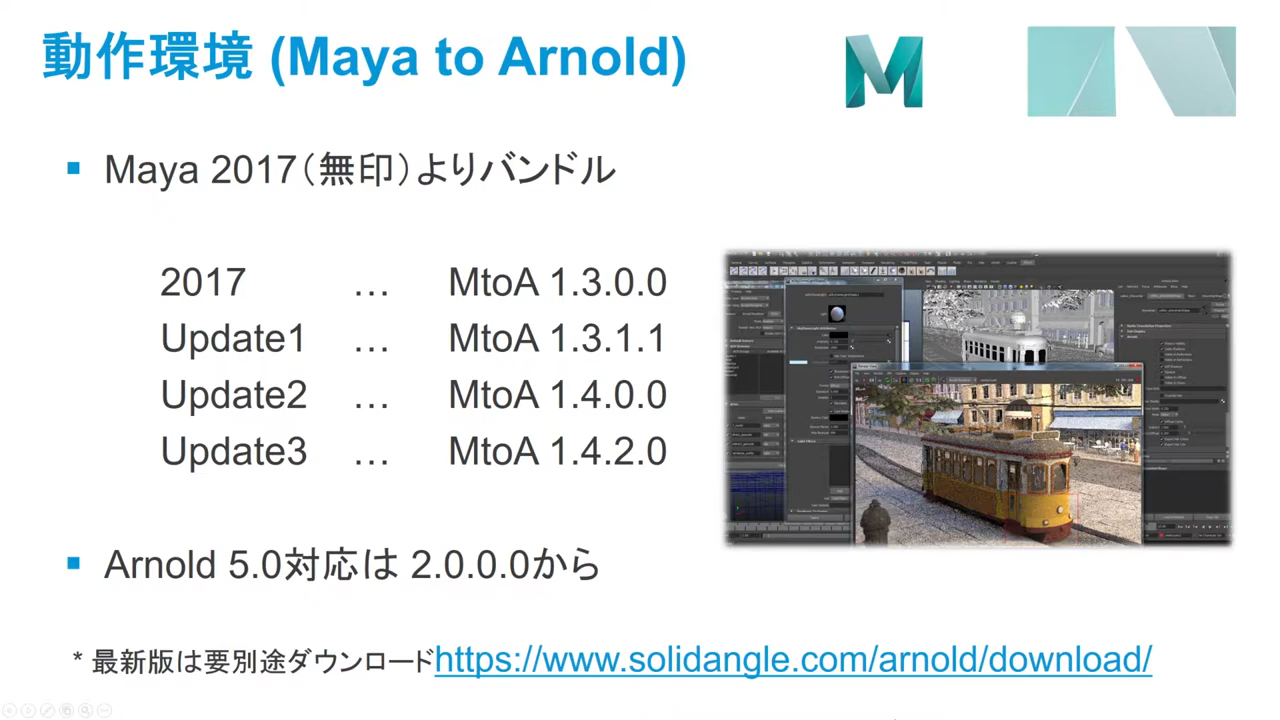 動作環境 (Maya to Arnold)
Maya 2017(無印)よりバンドル
2017 … MtoA 1.3.0.0
Update1 … MtoA 1.3.1.1
Update2 … MtoA 1.4.0.0
Update3 … MtoA 1.4.2.0
Arnold 5.0対応は 2.0.0.0から
* 最新版は要別途ダウンロードhttps://www.solidangle.com/arnold/download/